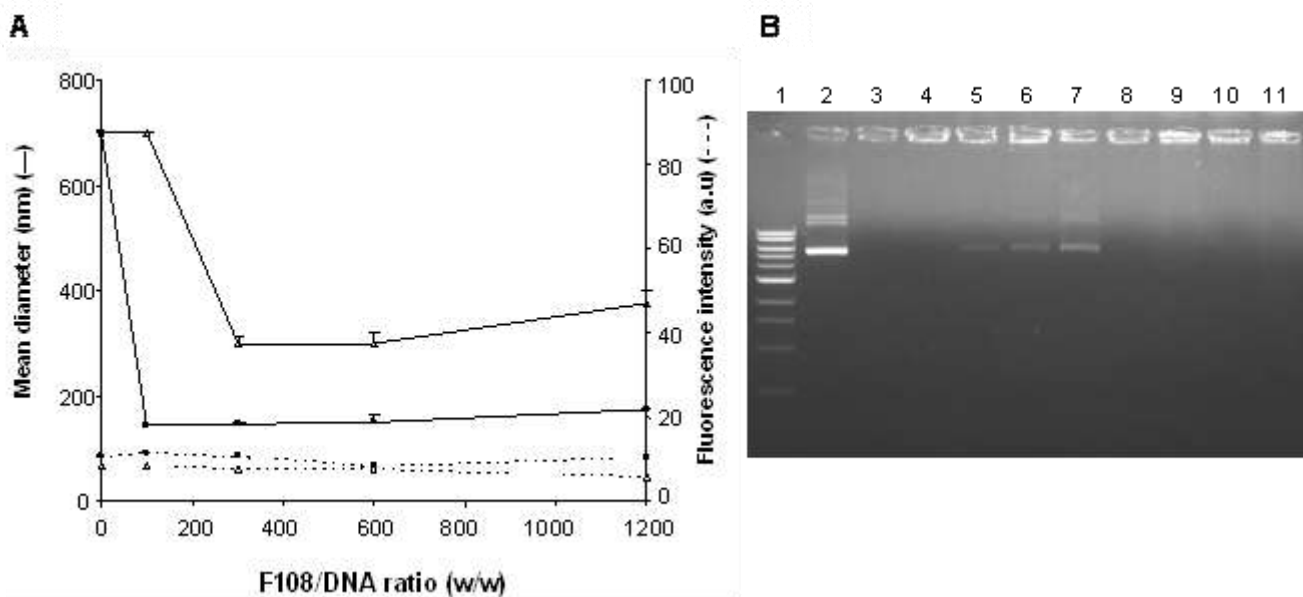 A
B
Mean diameter (nm) (—)
800
600
400
200
0
100
80
60
40
20
0
Fluorescence intensity (a.u) (- - -)
0 200 400 600 800 1000 1200
F108/DNA ratio (w/w)
1 2 3 4 5 6 7 8 9 10 11